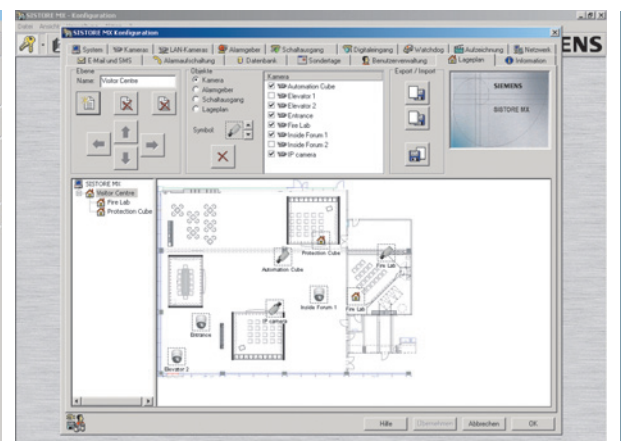 SISTORE MX - Konfiguration
Datei Ansicht
ENS
SISTORE MX Konfiguration
System Kameras LAN-Kameras Alarmgeber Schaltausgang Digitaleingang Watchdog Aufzeichnung Netzwerk
E-Mail und SMS Alarmaufschaltung Datenbank Sondertage Benutzerverwaltung Lageplan Information
Ebene
Name: Visitor Centre
Objekte
Kamera
Alarmgeber
Schaltausgang
Lageplan
Symbol:
Kamera
Automation Cube
Elevator 1
Elevator 2
Entrance
Fire Lab
Inside Forum 1
Inside Forum 2
IP camera
Export / Import
SIEMENS
SISTORE MX
SISTORE MX
Visitor Centre
Fire Lab
Protection Cube
Protection Cube
Automation Cube
Fire Lab
Inside Forum 1
Fire Lab
IP camera
Entrance
Elevator 2
Hilfe Übernehmen Abbrechen OK